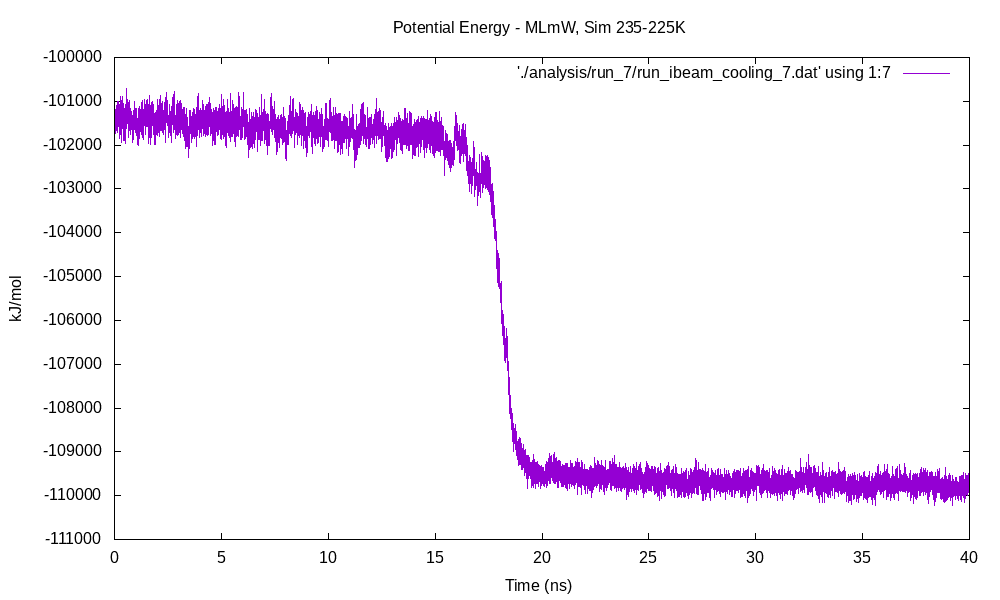 Potential Energy - MLmW, Sim 235-225K
'./analysis/run_7/run_ibeam_cooling_7.dat' using 1:7
-100000
-101000
-102000
-103000
-104000
-105000
-106000
-107000
-108000
-109000
-110000
-111000
kJ/mol
0 5 10 15 20 25 30 35 40
Time (ns)